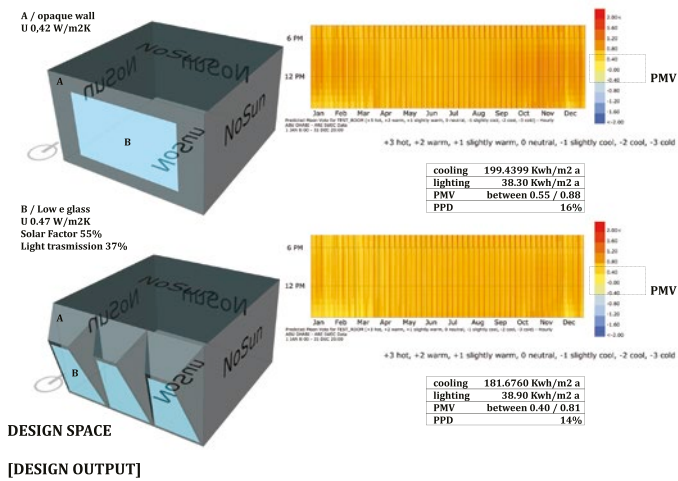 A / opaque wall
U 0,42 W/m2K
NoSun
NoSun
NoSun
NoSun
NoSun
A
B
6 PM
12 PM
Jan Feb Mar Apr May Jun Jul Aug Sep Oct Nov Dec
PMV
+3 hot, +2 warm, +1 slightly warm, 0 neutral, -1 slightly cool, -2 cool, -3 cold
cooling 199.4399 Kwh/m2 a
lighting 38.30 Kwh/m2 a
PMV between 0.55 / 0.88
PPD 16%
B / Low e glass
U 0.47 W/m2K
Solar Factor 55%
Light trasmission 37%
NoSun
NoSun
NoSun
NoSun
NoSun
A
B
6 PM
12 PM
Jan Feb Mar Apr May Jun Jul Aug Sep Oct Nov Dec
PMV
+3 hot, +2 warm, +1 slightly warm, 0 neutral, -1 slightly cool, -2 cool, -3 cold
cooling 181.6760 Kwh/m2 a
lighting 38.90 Kwh/m2 a
PMV between 0.40 / 0.81
PPD 14%
DESIGN SPACE
[DESIGN OUTPUT]